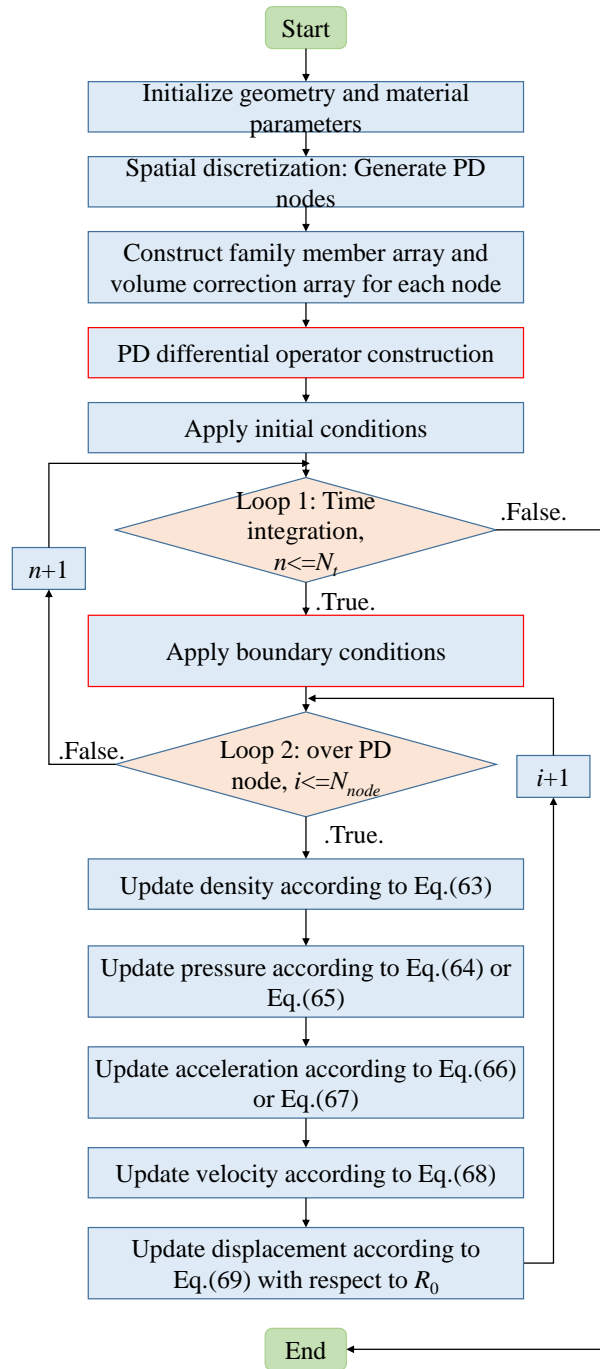 Start
Initialize geometry and material
parameters
Spatial discretization: Generate PD
nodes
Construct family member array and
volume correction array for each node
PD differential operator construction
Apply initial conditions
Loop 1: Time
integration,
n<=N_t
.False.
n+1
.True.
Apply boundary conditions
.False.
Loop 2: over PD
node, i<=N_node
i+1
.True.
Update density according to Eq.(63)
Update pressure according to Eq.(64) or
Eq.(65)
Update acceleration according to Eq.(66)
or Eq.(67)
Update velocity according to Eq.(68)
Update displacement according to
Eq.(69) with respect to R_0
End